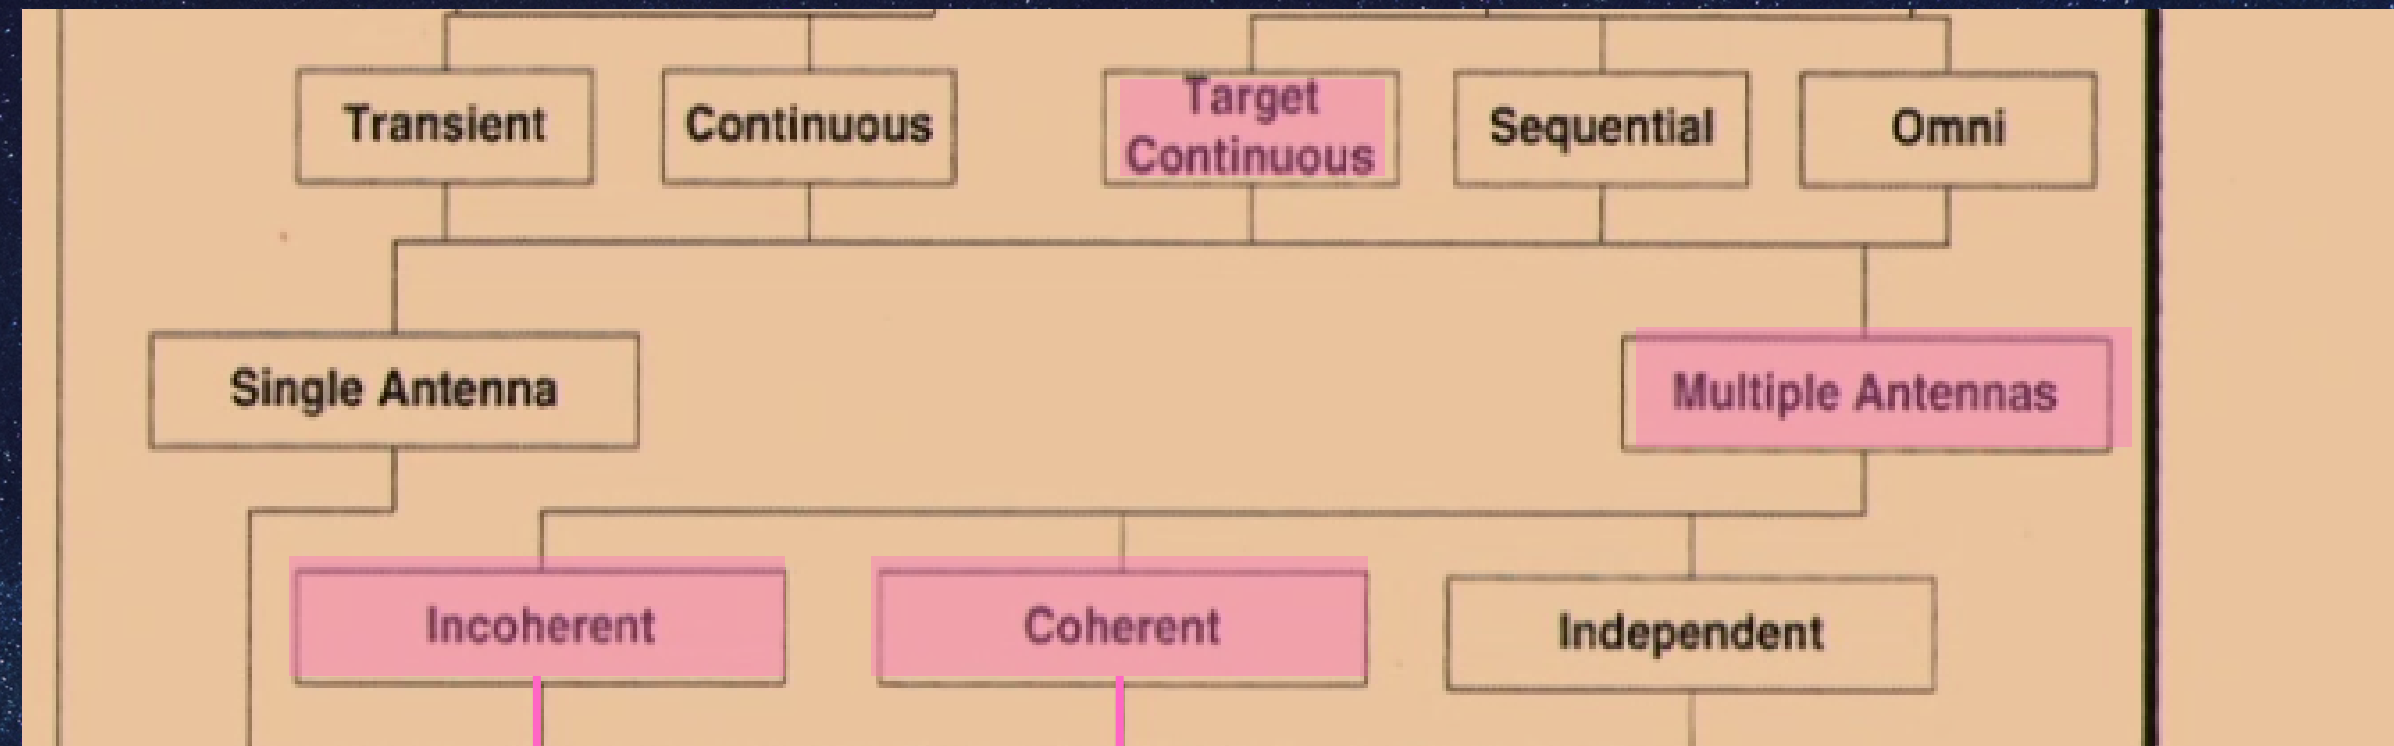 Transient
Continuous
Target
Continuous
Sequential
Omni
Single Antenna
Multiple Antennas
Incoherent
Coherent
Independent